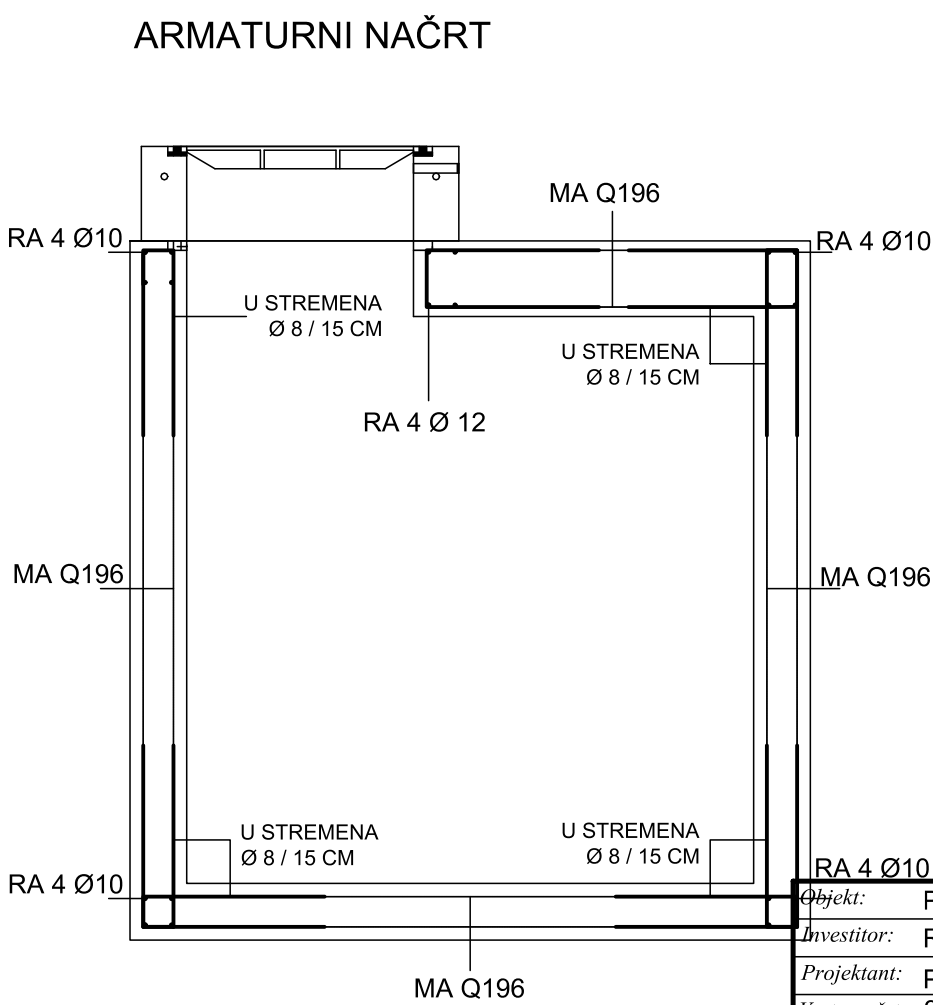 ARMATURNI NAČRT
MA Q196
RA 4 Ø10
RA 4 Ø10
U STREMENA
Ø 8 / 15 CM
U STREMENA
Ø 8 / 15 CM
RA 4 Ø 12
MA Q196
MA Q196
U STREMENA
Ø 8 / 15 CM
U STREMENA
Ø 8 / 15 CM
RA 4 Ø10
RA 4 Ø10
Objekt:
Investitor:
Projektant:
MA Q196